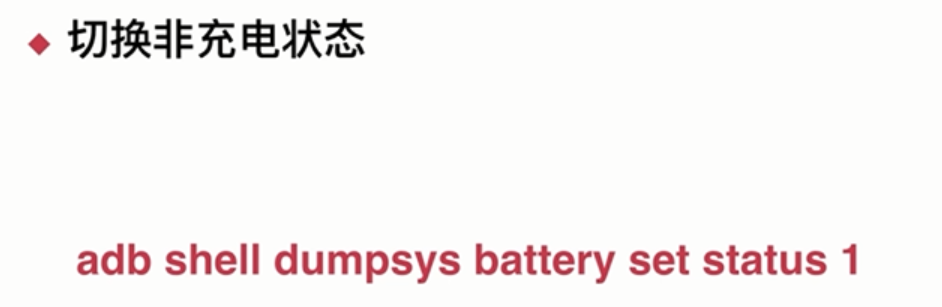 切换非充电状态
adb shell dumpsys battery set status 1